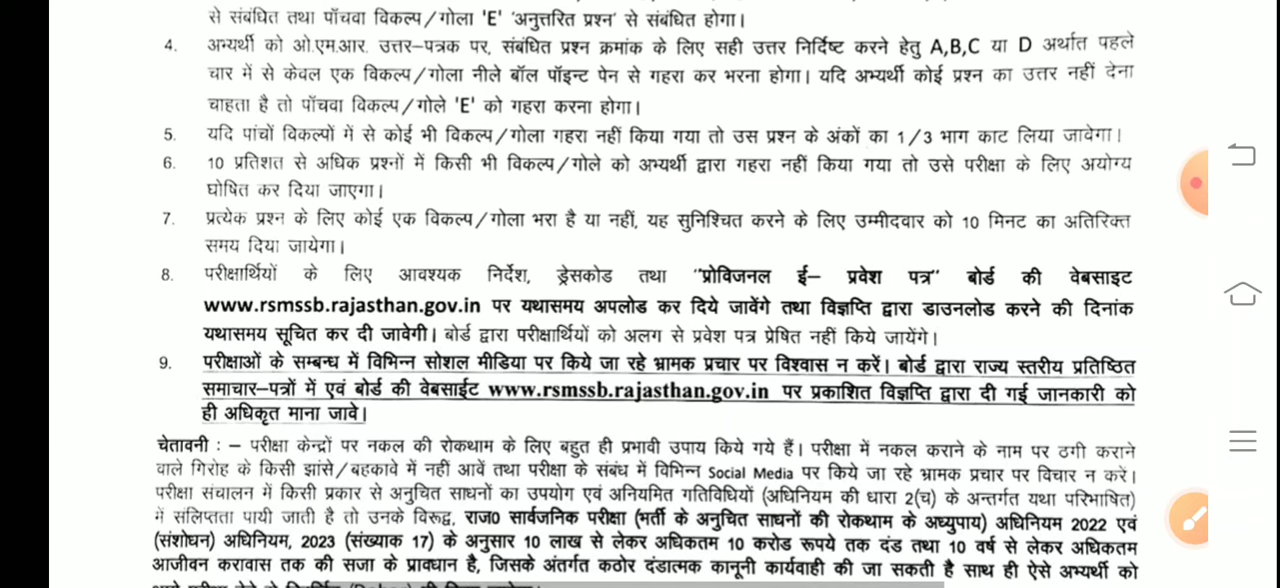 से संबंधित तथा पॉचवा विकल्प/गोला 'E' 'अनुत्तरित प्रश्न' से संबंधित होगा।
4. अभ्यर्थी को ओ.एम.आर. उत्तर–पत्रक पर, संबंधित प्रश्न क्रमांक के लिए सही उत्तर निर्दिष्ट करने हेतु A,B,C या D अर्थात पहले
चार में से केवल एक विकल्प/गोला नीले बॉल पॉइन्ट पेन से गहरा कर भरना होगा। यदि अभ्यर्थी कोई प्रश्न का उत्तर नहीं देना
चाहता है तो पॉचवा विकल्प/गोले 'E' को गहरा करना होगा।
5. यदि पांचों विकल्पों में से कोई भी विकल्प/गोला गहरा नहीं किया गया तो उस प्रश्न के अंकों का 1/3 भाग काट लिया जावेगा।
6. 10 प्रतिशत से अधिक प्रश्नों में किसी भी विकल्प/गोले को अभ्यर्थी द्वारा गहरा नहीं किया गया तो उसे परीक्षा के लिए अयोग्य
घोषित कर दिया जाएगा।
7. प्रत्येक प्रश्न के लिए कोई एक विकल्प/गोला भरा है या नहीं, यह सुनिश्चित करने के लिए उम्मीदवार को 10 मिनट का अतिरिक्त
समय दिया जायेगा।
8. परीक्षार्थियों के लिए आवश्यक निर्देश, ड्रेसकोड तथा "प्रोविजनल ई– प्रवेश पत्र" बोर्ड की वेबसाइट
www.rsmssb.rajasthan.gov.in पर यथासमय अपलोड कर दिये जावेंगे तथा विज्ञप्ति द्वारा डाउनलोड करने की दिनांक
यथासमय सूचित कर दी जावेगी। बोर्ड द्वारा परीक्षार्थियों को अलग से प्रवेश पत्र प्रेषित नहीं किये जायेंगे।
9. परीक्षाओं के सम्बन्ध में विभिन्न सोशल मीडिया पर किये जा रहे भ्रामक प्रचार पर विश्वास न करें। बोर्ड द्वारा राज्य स्तरीय प्रतिष्ठित
समाचार–पत्रों में एवं बोर्ड की वेबसाईट www.rsmssb.rajasthan.gov.in पर प्रकाशित विज्ञप्ति द्वारा दी गई जानकारी को
ही अधिकृत माना जावे।
चेतावनी : – परीक्षा केन्द्रों पर नकल की रोकथाम के लिए बहुत ही प्रभावी उपाय किये गये हैं। परीक्षा में नकल कराने के नाम पर ठगी कराने
वाले गिरोह के किसी झांसे/बहकावे में नहीं आवें तथा परीक्षा के संबंध में विभिन्न Social Media पर किये जा रहे भ्रामक प्रचार पर विचार न करें।
परीक्षा संचालन में किसी प्रकार से अनुचित साधनों का उपयोग एवं अनियमित गतिविधियों (अधिनियम की धारा 2(च) के अन्तर्गत यथा परिभाषित)
में संलिप्तता पायी जाती है तो उनके विरूद्व, राज0 सार्वजनिक परीक्षा (भर्ती के अनुचित साधनों की रोकथाम के अध्युपाय) अधिनियम 2022 एवं
(संशोधन) अधिनियम, 2023 (संख्याक 17) के अनुसार 10 लाख से लेकर अधिकतम 10 करोड रूपये तक दंड तथा 10 वर्ष से लेकर अधिकतम
आजीवन करावास तक की सजा के प्रावधान है, जिसके अंतर्गत कठोर दंडात्मक कानूनी कार्यवाही की जा सकती है साथ ही ऐसे अभ्यर्थी को